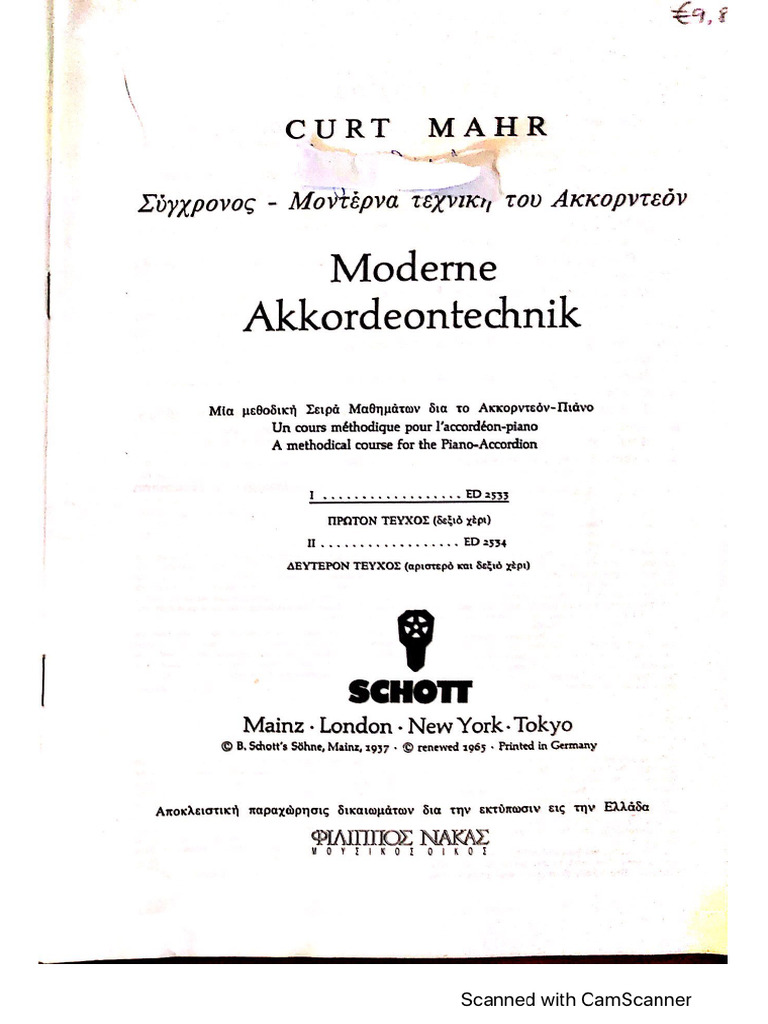 €9,8
CURT MAHR
Σύγχρονος - Μοντέρνα τεχνικη του Ακκορντεόν
Moderne
Akkordeontechnik
Μία μεθοδική Σειρά Μαθημάτων δια το Ακκορντεόν-Πιάνο
Un cours méthodique pour l'accordéon-piano
A methodical course for the Piano-Accordion
I .................. ED 2533
ΠΡΩΤΟΝ ΤΕΥΧΟΣ (δεξιό χέρι)
II .................. ED 2534
ΔΕΥΤΕΡΟΝ ΤΕΥΧΟΣ (αριστερό και δεξιό χέρι)
SCHOTT
Mainz · London · New York · Tokyo
© B. Schott's Söhne, Mainz, 1937 · © renewed 1965 · Printed in Germany
Αποκλειστική παραχώρησις δικαιωμάτων δια την εκτύπωσιν εις την Ελλάδα
ΦΙΛΙΠΠΟΣ ΝΑΚΑΣ
ΜΟΥΣΙΚΟΣ ΟΙΚΟΣ
Scanned with CamScanner